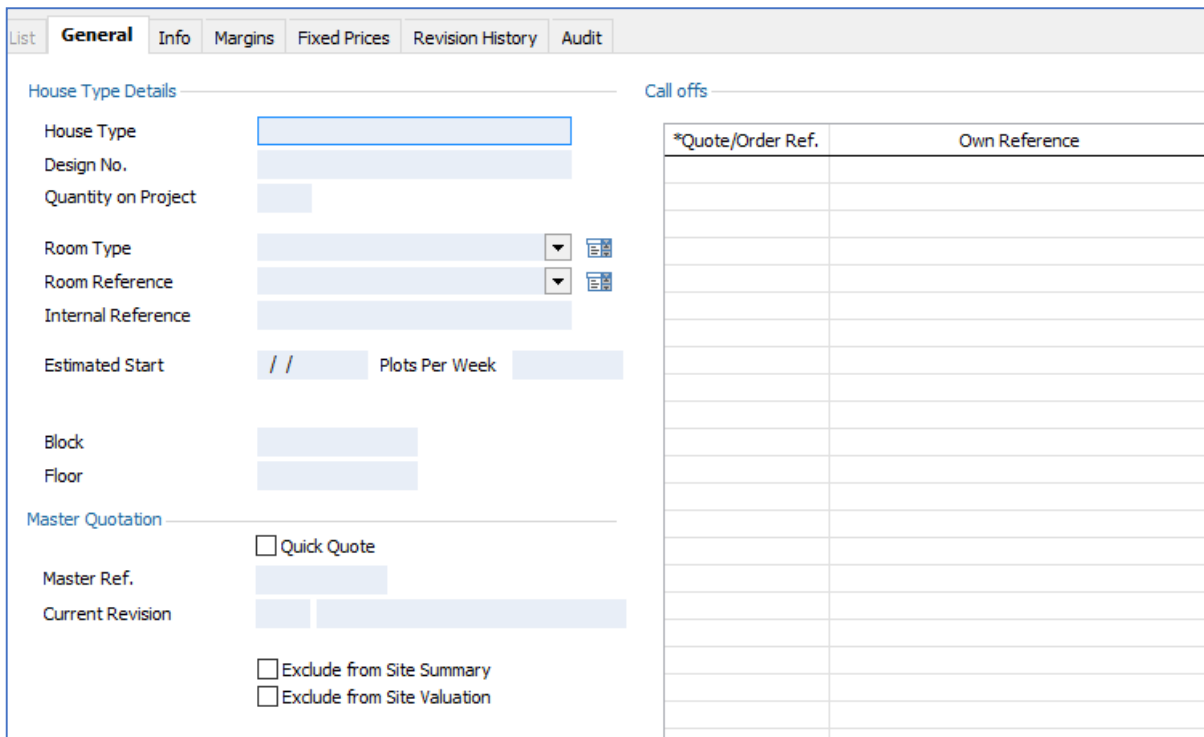 List General Info Margins Fixed Prices Revision History Audit
House Type Details
House Type
Design No.
Quantity on Project
Room Type
Room Reference
Internal Reference
Estimated Start / / Plots Per Week
Block
Floor
Master Quotation
Quick Quote
Master Ref.
Current Revision
Exclude from Site Summary
Exclude from Site Valuation
Call offs
*Quote/Order Ref. Own Reference